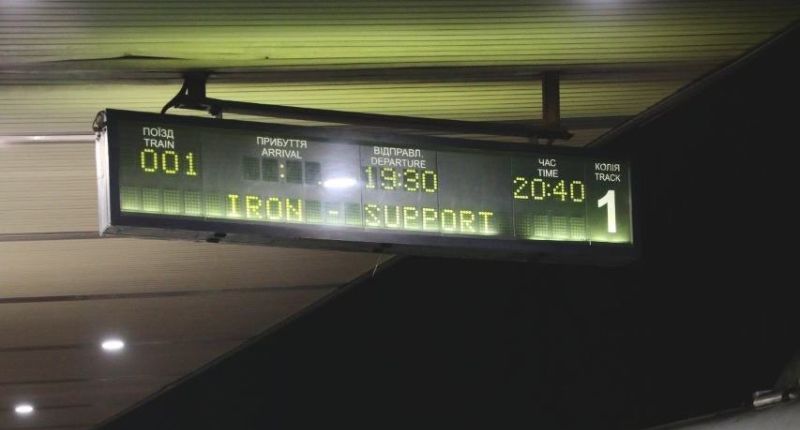 ПОЇЗД ПРИБУТТЯ ВІДПРАВЛ. ЧАС КОЛІЯ
TRAIN ARRIVAL DEPARTURE TIME TRACK
001 : 19:30 20:40 1
IRON - SUPPORT